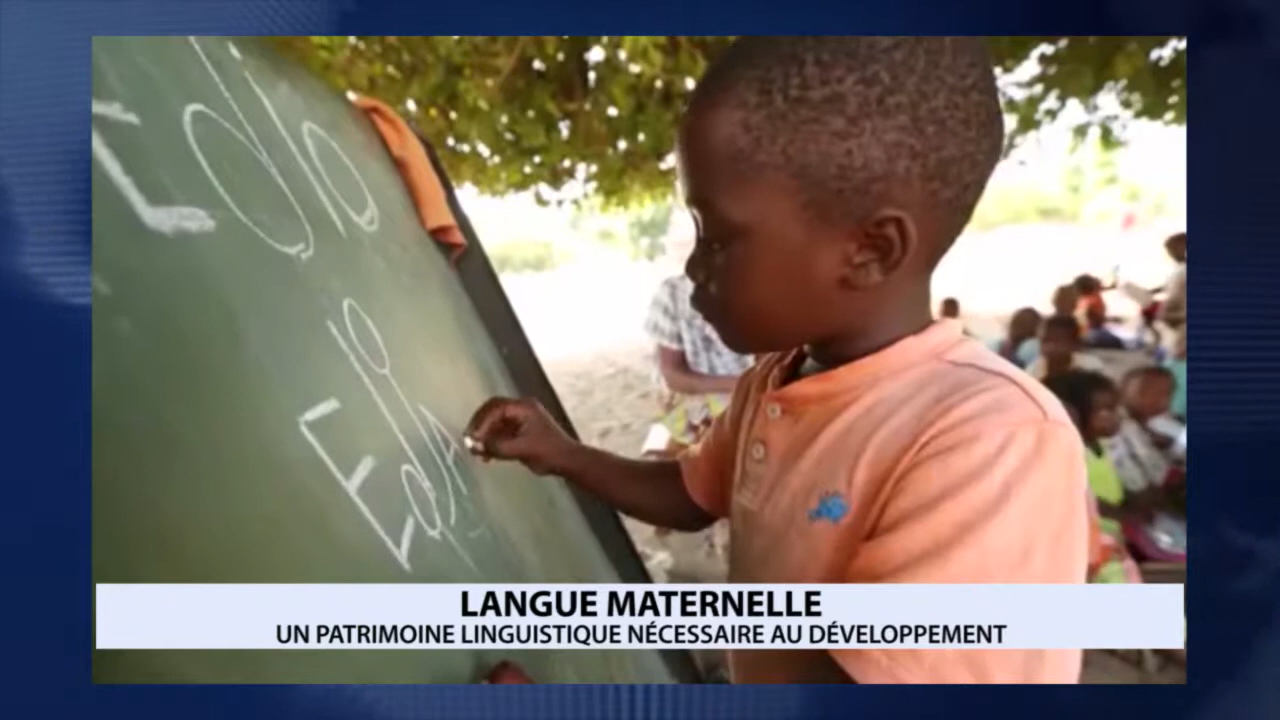 LANGUE MATERNELLE
UN PATRIMOINE LINGUISTIQUE NÉCESSAIRE AU DÉVELOPPEMENT